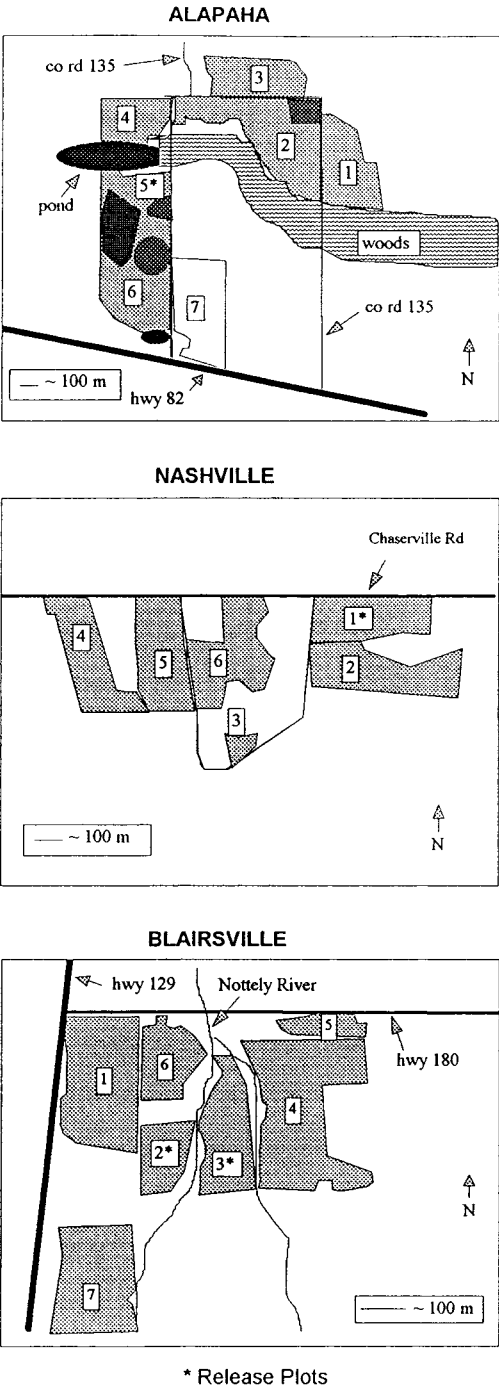 ALAPAHA
co rd 135
3
4
2
1
5*
pond
woods
6
7
co rd 135
N
~ 100 m
hwy 82
NASHVILLE
Chaserville Rd
1*
4
5
6
2
3
~ 100 m
N
BLAIRSVILLE
hwy 129
Nottely River
5
hwy 180
1
6
4
2*
3*
N
7
~ 100 m
* Release Plots